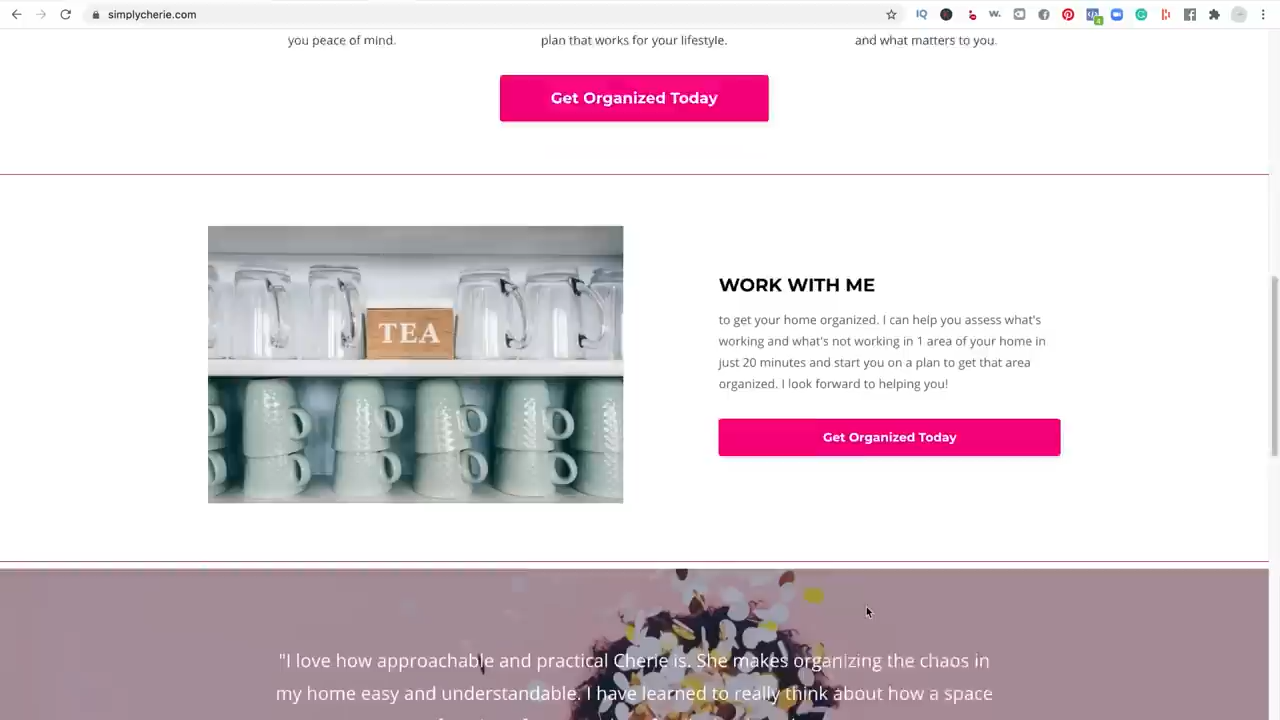 simplycherie.com
you peace of mind.
plan that works for your lifestyle.
and what matters to you.
Get Organized Today
TEA
WORK WITH ME
to get your home organized. I can help you assess what's
working and what's not working in 1 area of your home in
just 20 minutes and start you on a plan to get that area
organized. I look forward to helping you!
Get Organized Today
"I love how approachable and practical Cherie is. She makes organizing the chaos in
my home easy and understandable. I have learned to really think about how a space